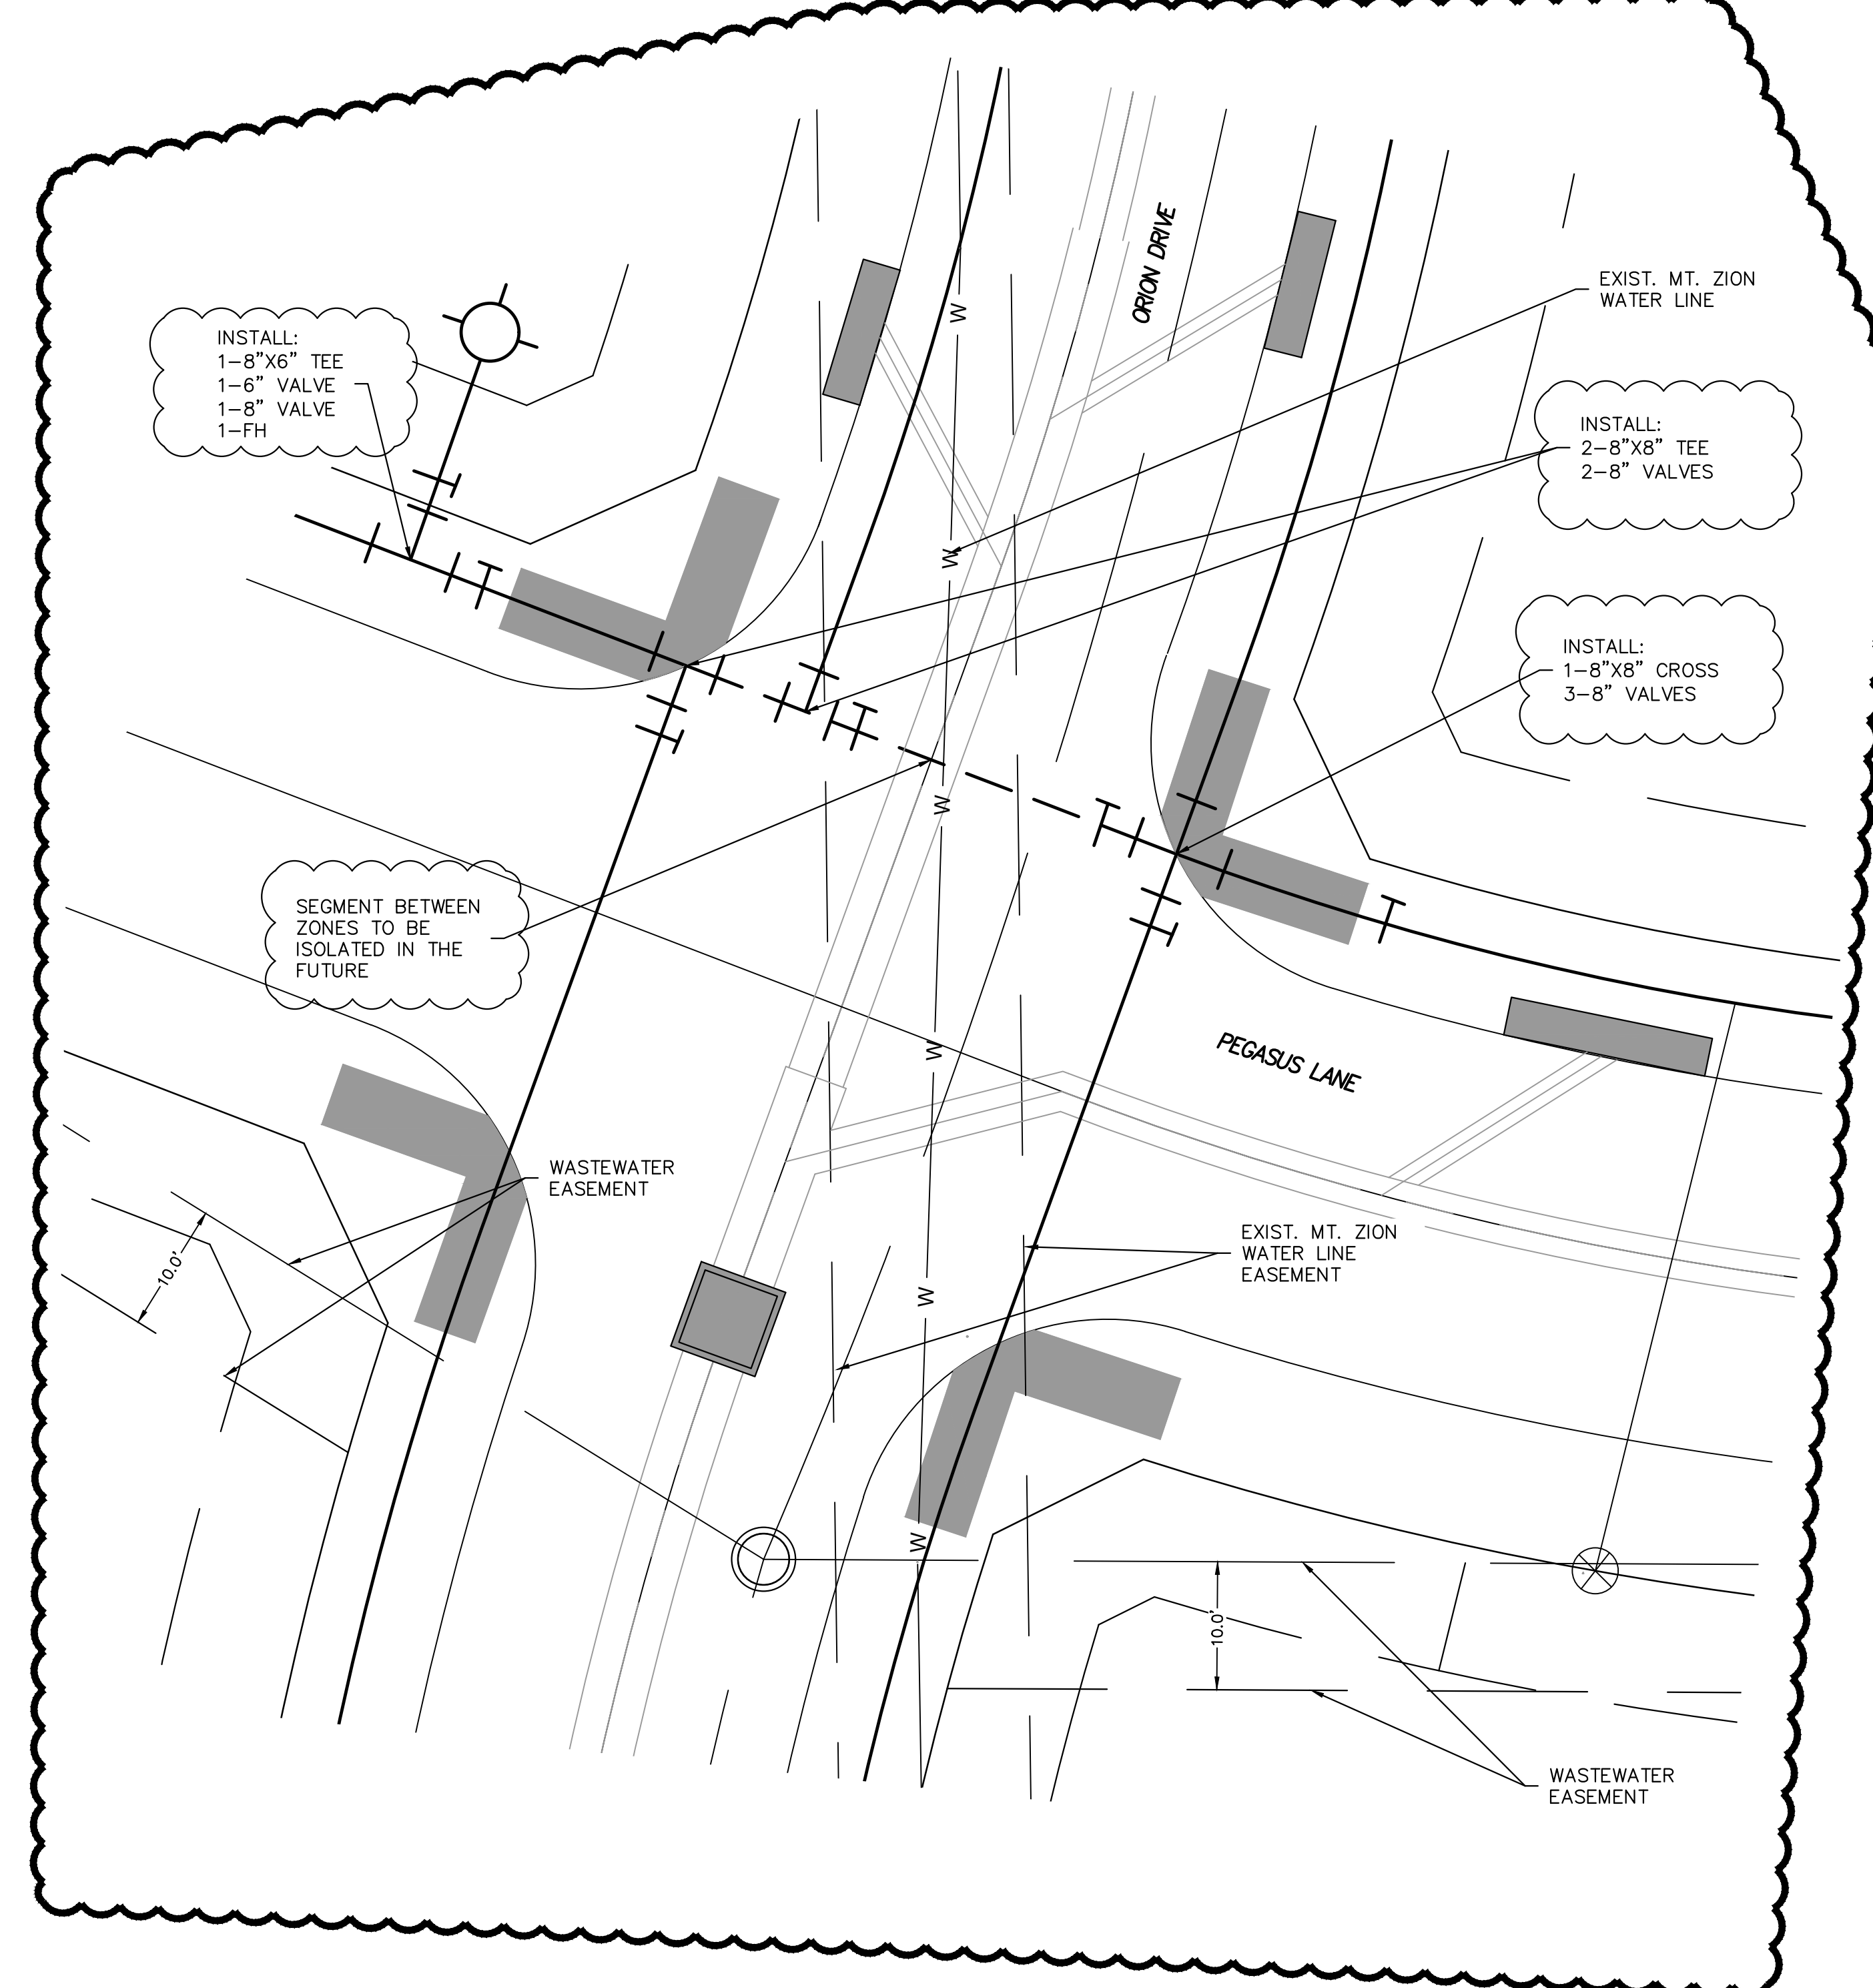 ORION DRIVE
EXIST. MT. ZION
WATER LINE
INSTALL:
1-8"X6" TEE
1-6" VALVE
1-8" VALVE
1-FH
INSTALL:
2-8"X8" TEE
2-8" VALVES
INSTALL:
1-8"X8" CROSS
3-8" VALVES
SEGMENT BETWEEN
ZONES TO BE
ISOLATED IN THE
FUTURE
PEGASUS LANE
WASTEWATER
EASEMENT
EXIST. MT. ZION
WATER LINE
EASEMENT
10.0'
10.0'
WASTEWATER
EASEMENT
W
W
W
W
W
W